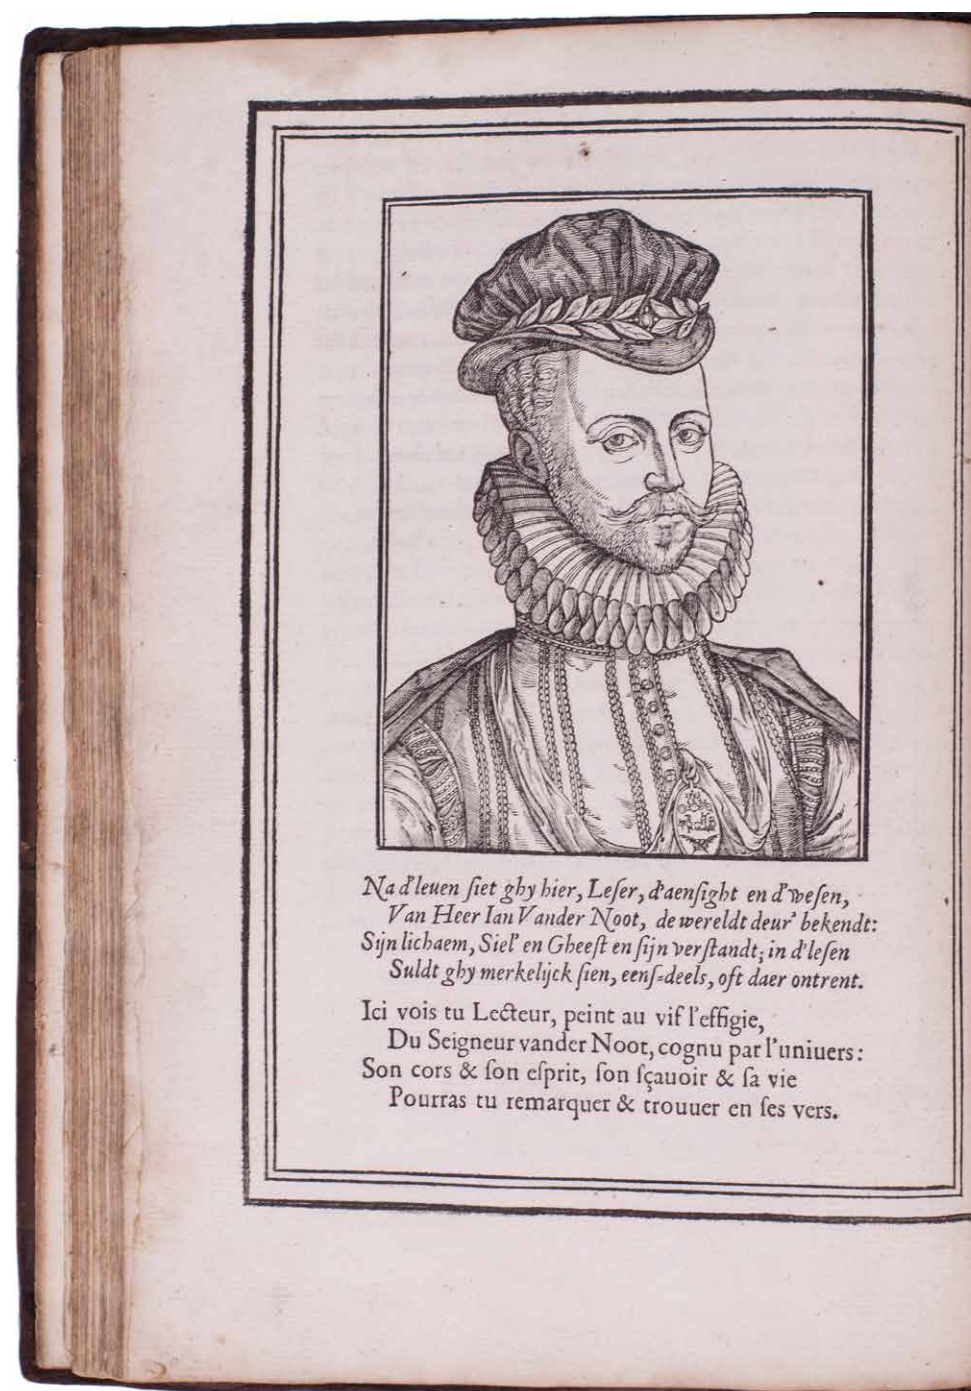 Na d'leuen ſiet ghy hier, Leſer, d'aenſight en d'weſen,
Van Heer Ian Vander Noot, de wereldt deur' bekendt:
Sijn lichaem, Siel' en Gheeſt en ſijn verſtandt; in d'leſen
Suldt ghy merkelijck ſien, eenſ-deels, oft daer ontrent.
Ici vois tu Lecteur, peint au vif l'effigie,
Du Seigneur vander Noot, cognu par l'uniuers:
Son cors & ſon eſprit, ſon ſçauoir & ſa vie
Pourras tu remarquer & trouuer en ſes vers.